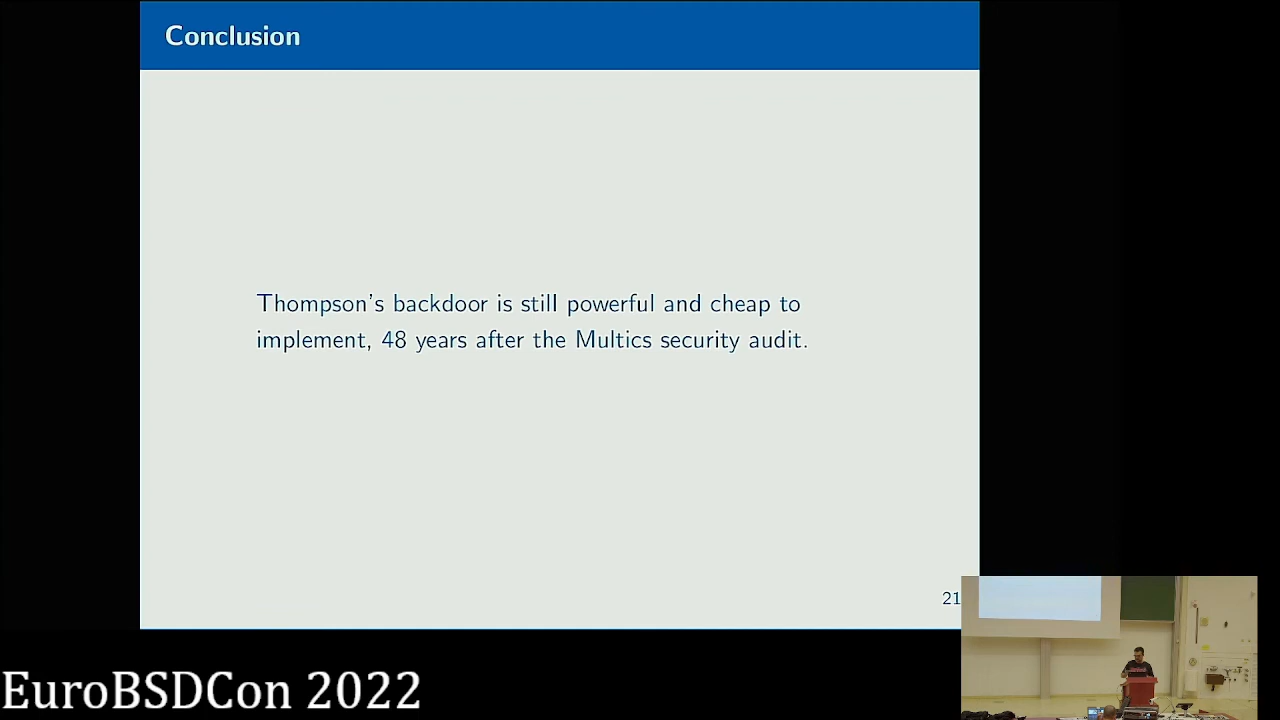 Conclusion
Thompson's backdoor is still powerful and cheap to
implement, 48 years after the Multics security audit.
21
EuroBSDCon 2022